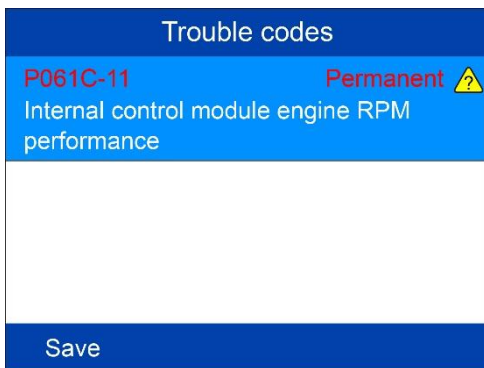 Trouble codes
P061C-11 Permanent ?
Internal control module engine RPM
performance
Save